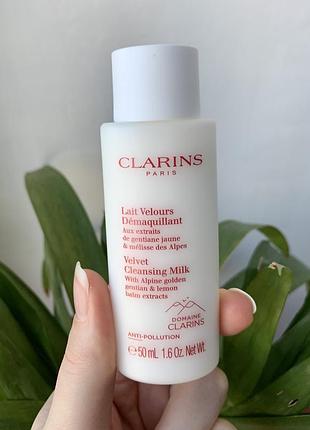 CLARINS
PARIS
Lait Velours
Démaquillant
Aux extraits
de gentiane jaune
& mélisse des Alpes
Velvet
Cleansing Milk
With Alpine golden
gentian & lemon
balm extracts
DOMAINE
CLARINS
ANTI-POLLUTION
℮ 50 mL 1.6 Oz. Net Wt.